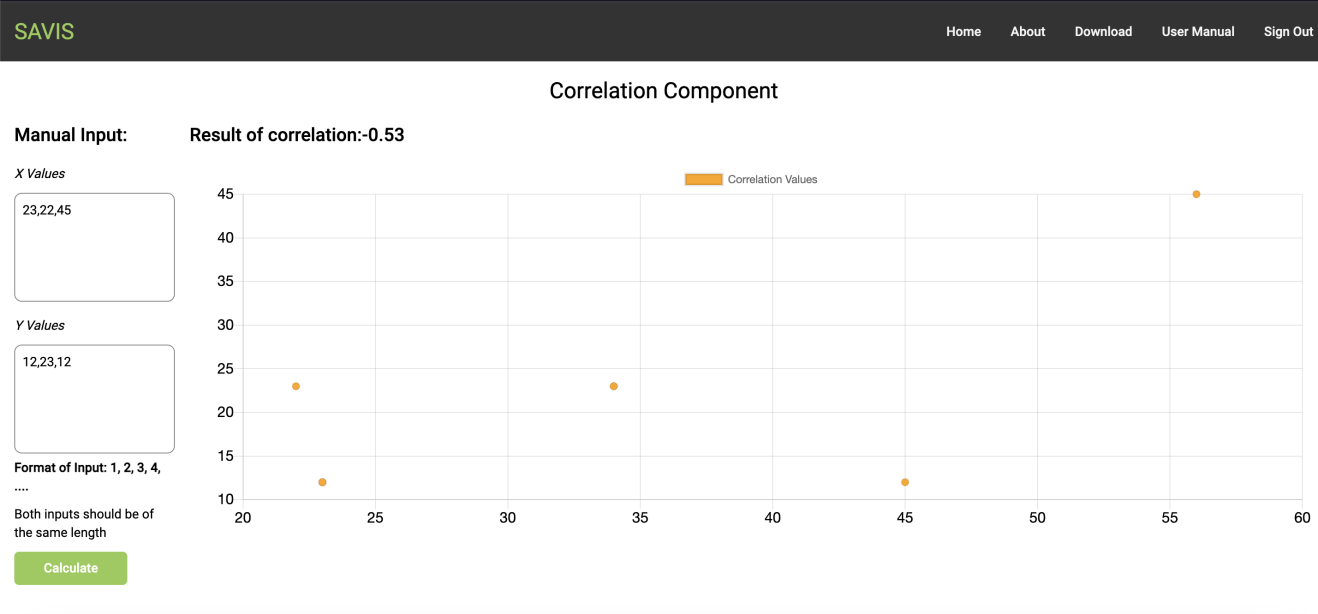 SAVIS
Home About Download User Manual Sign Out
Correlation Component
Manual Input:
Result of correlation:-0.53
X Values
23,22,45
Y Values
12,23,12
Format of Input: 1, 2, 3, 4,
....
Both inputs should be of
the same length
Calculate
Correlation Values
45
40
35
30
25
20
15
10
20 25 30 35 40 45 50 55 60